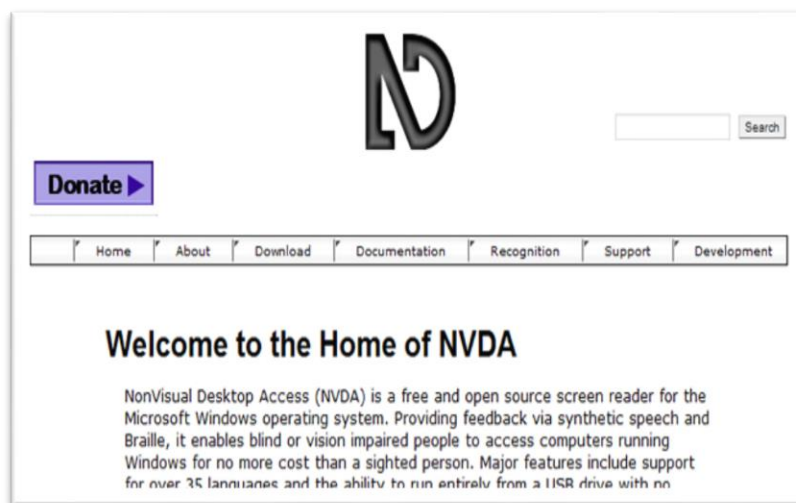 ND
Search
Donate
Home About Download Documentation Recognition Support Development
Welcome to the Home of NVDA
NonVisual Desktop Access (NVDA) is a free and open source screen reader for the
Microsoft Windows operating system. Providing feedback via synthetic speech and
Braille, it enables blind or vision impaired people to access computers running
Windows for no more cost than a sighted person. Major features include support
for over 35 languages and the ability to run entirely from a USB drive with no